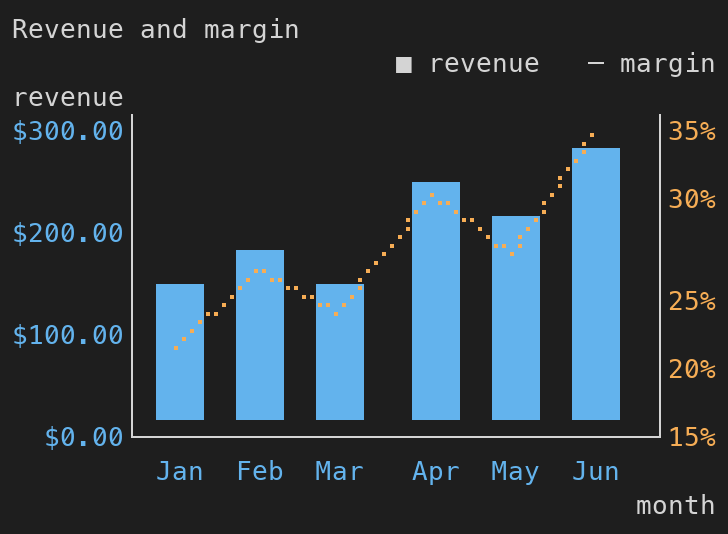 Revenue and margin
■ revenue — margin
revenue
$300.00 35%
30%
$200.00
25%
$100.00
20%
$0.00 15%
Jan Feb Mar Apr May Jun
month